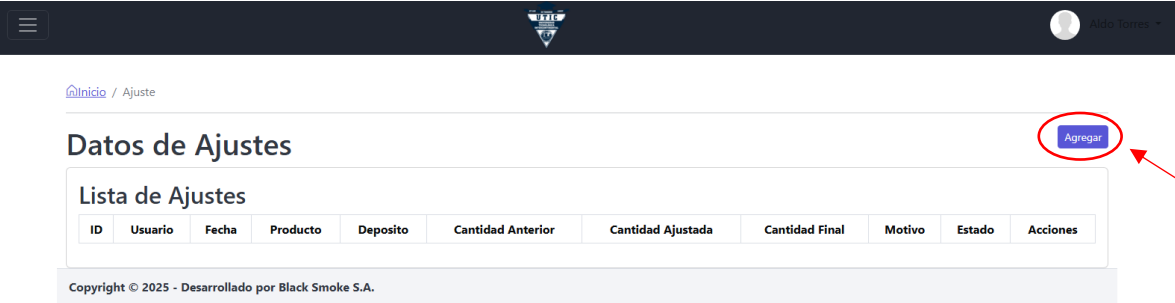 UTIC
Aldo Torres
Inicio / Ajuste
Datos de Ajustes
Agregar
Lista de Ajustes
ID Usuario Fecha Producto Deposito Cantidad Anterior Cantidad Ajustada Cantidad Final Motivo Estado Acciones
Copyright © 2025 - Desarrollado por Black Smoke S.A.